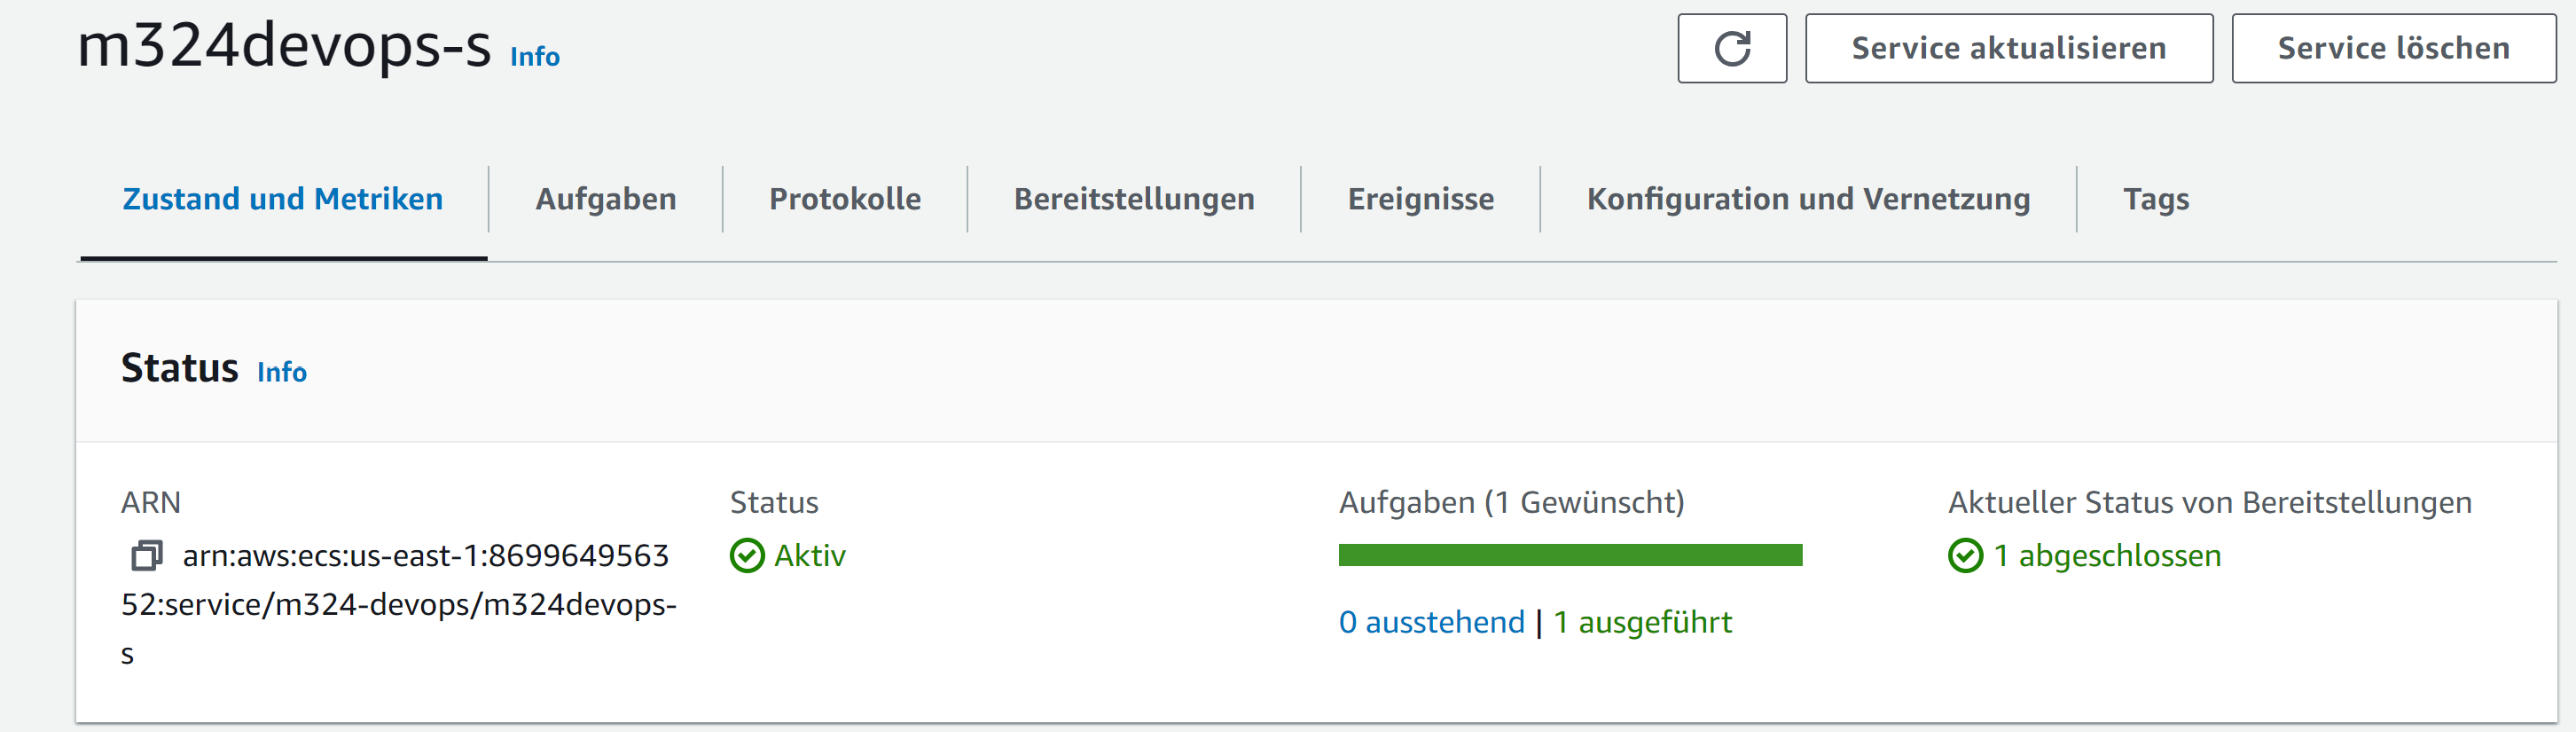 m324devops-s Info
Service aktualisieren
Service löschen
Zustand und Metriken
Aufgaben
Protokolle
Bereitstellungen
Ereignisse
Konfiguration und Vernetzung
Tags
Status Info
ARN
arn:aws:ecs:us-east-1:8699649563
52:service/m324-devops/m324devops-
s
Status
Aktiv
Aufgaben (1 Gewünscht)
0 ausstehend | 1 ausgeführt
Aktueller Status von Bereitstellungen
1 abgeschlossen